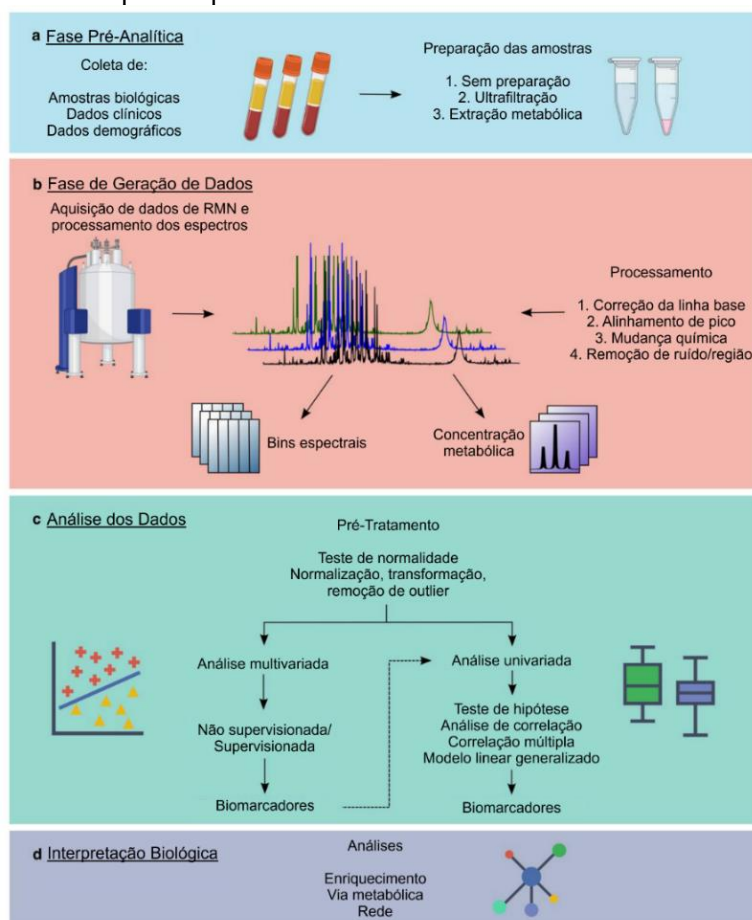 a Fase Pré-Analítica
Coleta de:
Amostras biológicas
Dados clínicos
Dados demográficos
Preparação das amostras
1. Sem preparação
2. Ultrafiltração
3. Extração metabólica
b Fase de Geração de Dados
Aquisição de dados de RMN e
processamento dos espectros
Processamento
1. Correção da linha base
2. Alinhamento de pico
3. Mudança química
4. Remoção de ruído/região
Bins espectrais
Concentração
metabólica
c Análise dos Dados
Pré-Tratamento
Teste de normalidade
Normalização, transformação,
remoção de outlier
Análise multivariada
Não supervisionada/
Supervisionada
Biomarcadores
Análise univariada
Teste de hipótese
Análise de correlação
Correlação múltipla
Modelo linear generalizado
Biomarcadores
d Interpretação Biológica
Análises
Enriquecimento
Via metabólica
Rede